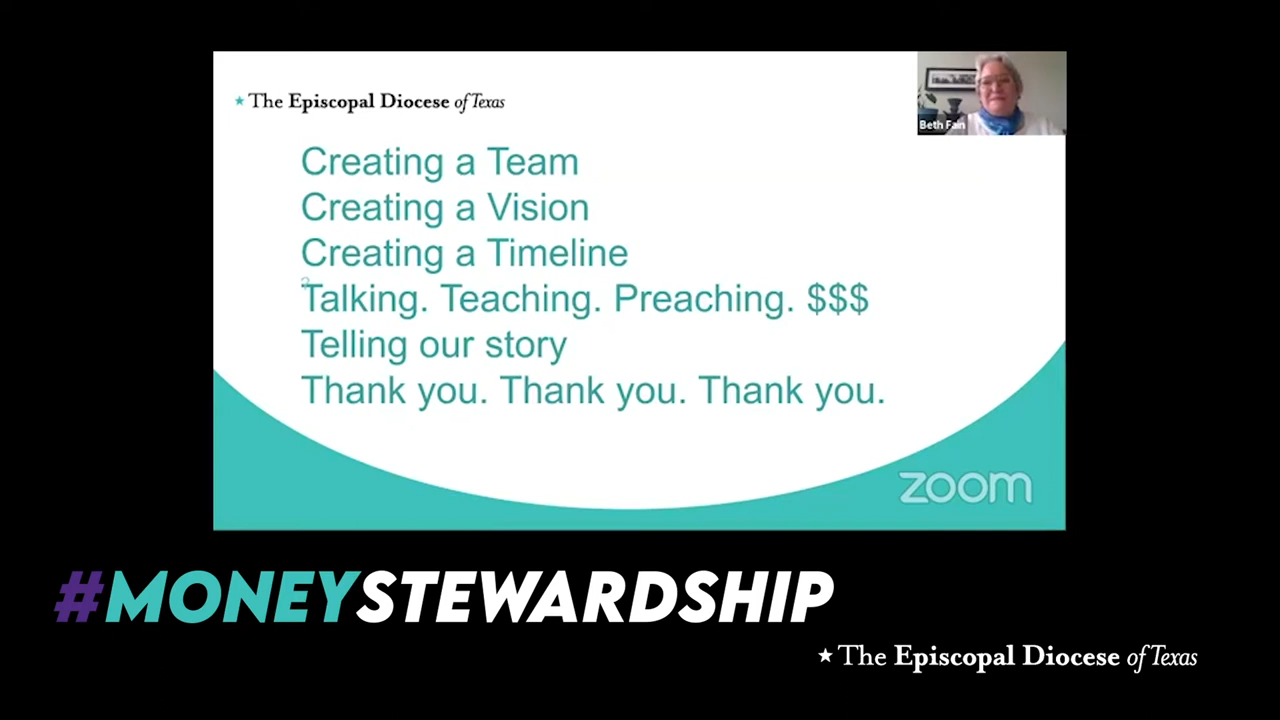 The Episcopal Diocese of Texas
Beth Fain
Creating a Team
Creating a Vision
Creating a Timeline
Talking. Teaching. Preaching. $$$
Telling our story
Thank you. Thank you. Thank you.
zoom
#MONEYSTEWARDSHIP
The Episcopal Diocese of Texas